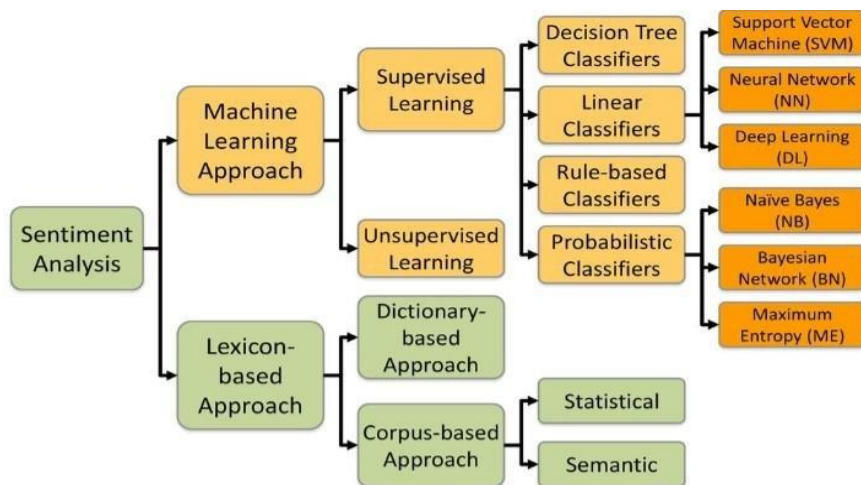 Sentiment
Analysis
Machine
Learning
Approach
Supervised
Learning
Decision Tree
Classifiers
Linear
Classifiers
Support Vector
Machine (SVM)
Neural Network
(NN)
Deep Learning
(DL)
Rule-based
Classifiers
Probabilistic
Classifiers
Naïve Bayes
(NB)
Bayesian
Network (BN)
Maximum
Entropy (ME)
Unsupervised
Learning
Lexicon-
based
Approach
Dictionary-
based
Approach
Corpus-based
Approach
Statistical
Semantic